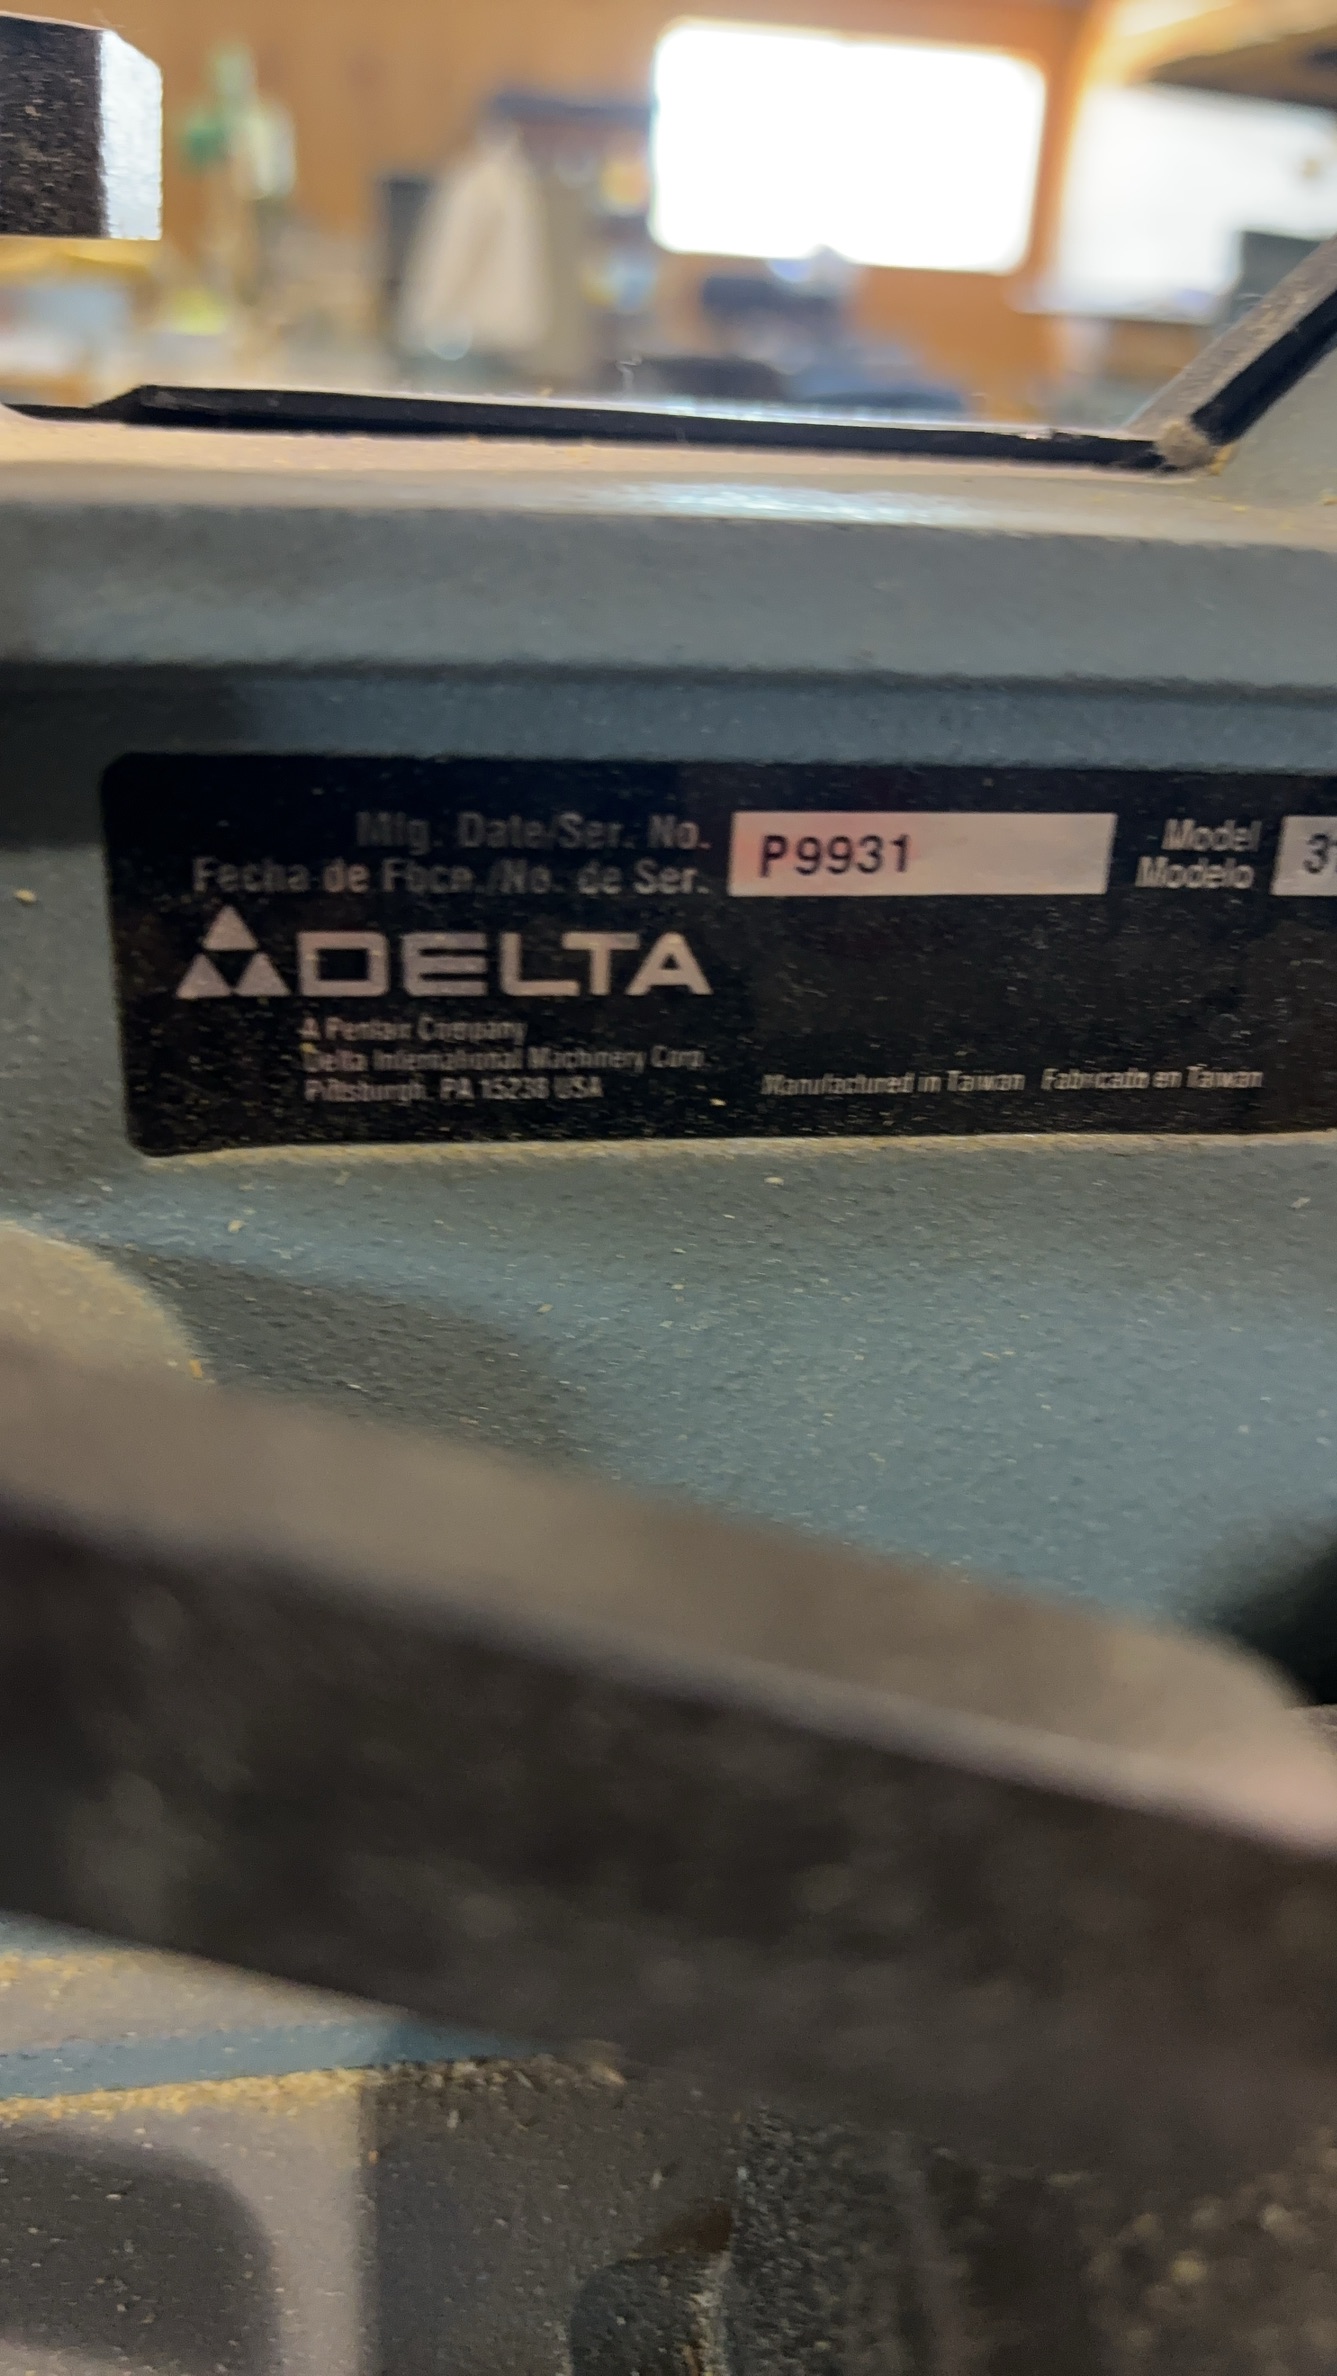 Mfg. Date/Ser. No. P9931 Model 3
Fecha de Fbcn./No. de Ser. Modelo
DELTA
A Pentair Company
Delta International Machinery Corp.
Pittsburgh, PA 15238 USA
Manufactured in Taiwan Fabricado en Taiwan